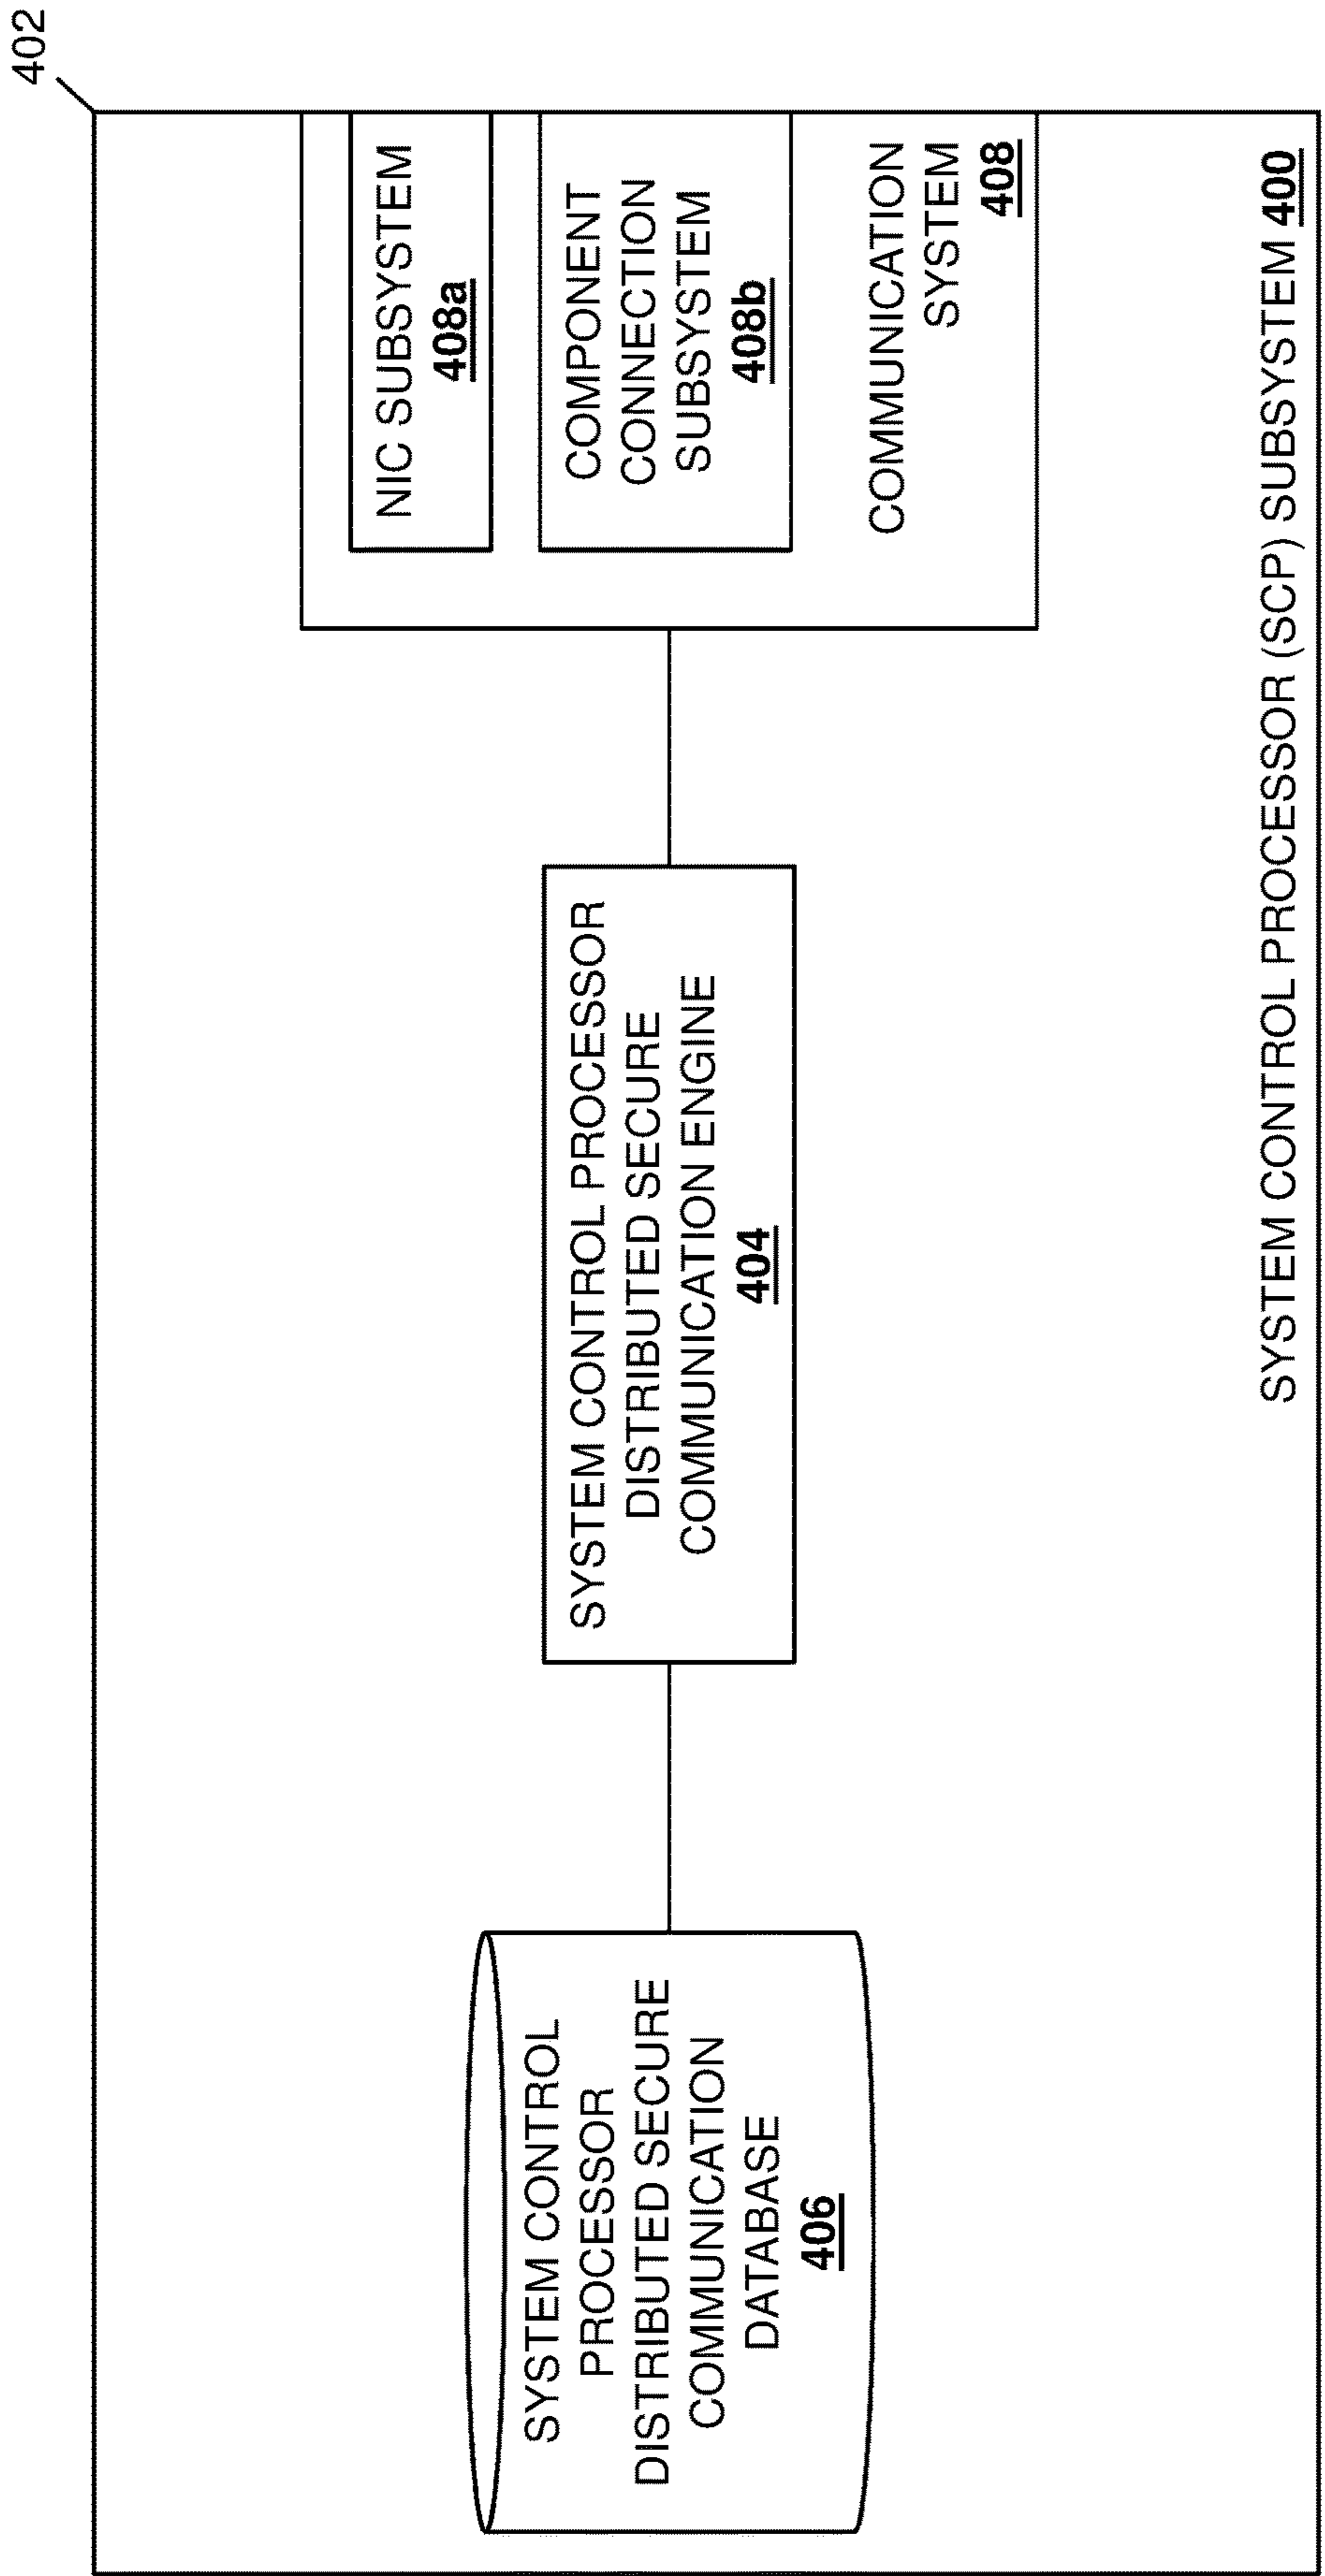 402
SYSTEM CONTROL
PROCESSOR
DISTRIBUTED SECURE
COMMUNICATION
DATABASE
406
SYSTEM CONTROL PROCESSOR
DISTRIBUTED SECURE
COMMUNICATION ENGINE
404
NIC SUBSYSTEM
408a
COMPONENT
CONNECTION
SUBSYSTEM
408b
COMMUNICATION
SYSTEM
408
SYSTEM CONTROL PROCESSOR (SCP) SUBSYSTEM 400